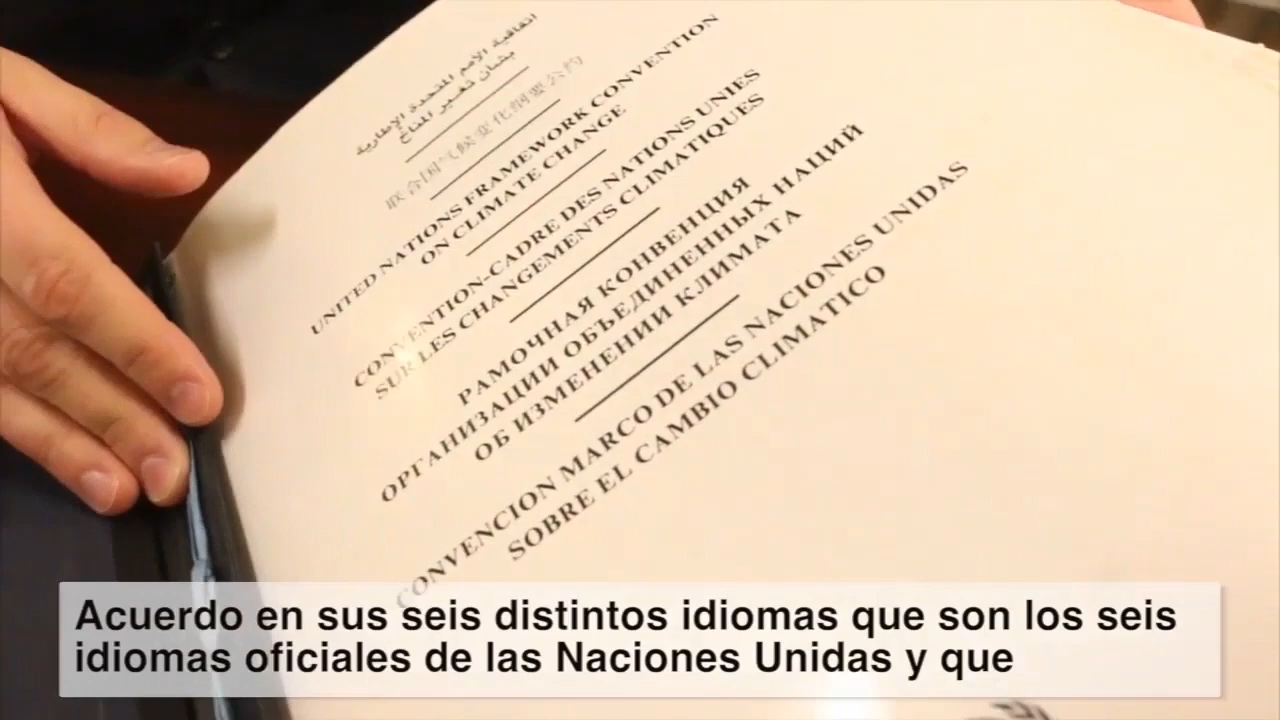 اتفاقية الأمم المتحدة الإطارية
بشأن تغير المناخ
联合国气候变化纲要公约
UNITED NATIONS FRAMEWORK CONVENTION
ON CLIMATE CHANGE
CONVENTION-CADRE DES NATIONS UNIES
SUR LES CHANGEMENTS CLIMATIQUES
РАМОЧНАЯ КОНВЕНЦИЯ
ОРГАНИЗАЦИИ ОБЪЕДИНЕННЫХ НАЦИЙ
ОБ ИЗМЕНЕНИИ КЛИМАТА
CONVENCION MARCO DE LAS NACIONES UNIDAS
SOBRE EL CAMBIO CLIMATICO
Acuerdo en sus seis distintos idiomas que son los seis
idiomas oficiales de las Naciones Unidas y que